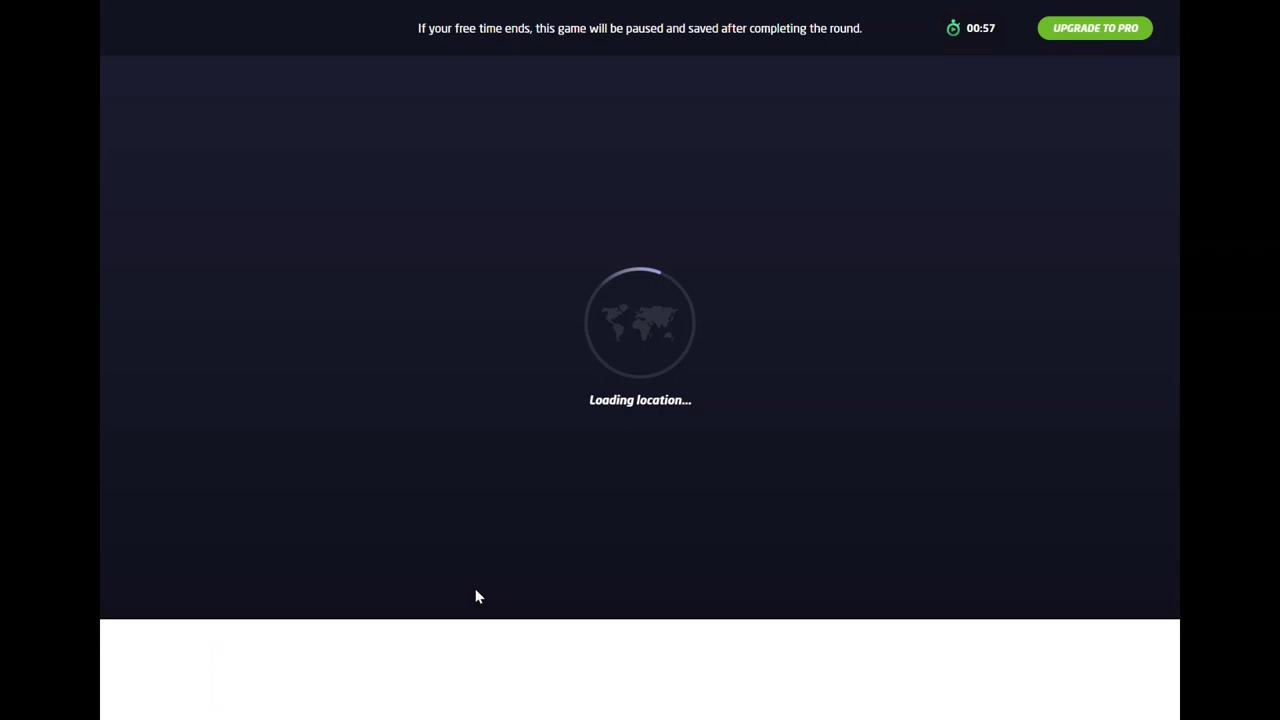 If your free time ends, this game will be paused and saved after completing the round.
00:57
UPGRADE TO PRO
Loading location...